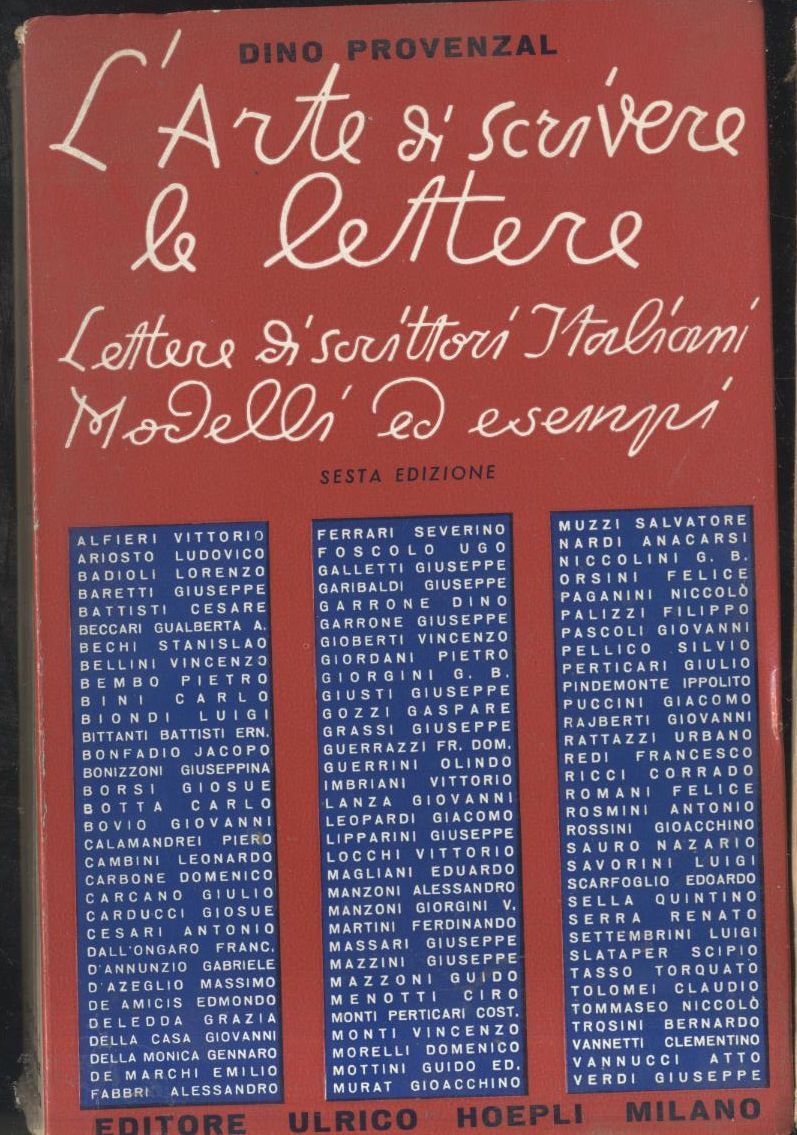 DINO PROVENZAL
L'Arte di scrivere
le lettere
Lettere di scrittori Italiani
Modelli ed esempi
SESTA EDIZIONE
ALFIERI VITTORIO
ARIOSTO LUDOVICO
BADIOLI LORENZO
BARETTI GIUSEPPE
BATTISTI CESARE
BECCARI GUALBERTA A.
BECHI STANISLAO
BELLINI VINCENZO
BEMBO PIETRO
BINI CARLO
BIONDI LUIGI
BITTANTI BATTISTI ERN.
BONFADIO JACOPO
BONIZZONI GIUSEPPINA
BORSI GIOSUE
BOTTA CARLO
BOVIO GIOVANNI
CALAMANDREI PIERO
CAMBINI LEONARDO
CARBONE DOMENICO
CARCANO GIULIO
CARDUCCI GIOSUE
CESARI ANTONIO
DALL'ONGARO FRANC.
D'ANNUNZIO GABRIELE
D'AZEGLIO MASSIMO
DE AMICIS EDMONDO
DELEDDA GRAZIA
DELLA CASA GIOVANNI
DELLA MONICA GENNARO
DE MARCHI EMILIO
FABBRI ALESSANDRO
FERRARI SEVERINO
FOSCOLO UGO
GALLETTI GIUSEPPE
GARIBALDI GIUSEPPE
GARRONE DINO
GARRONE GIUSEPPE
GIOBERTI VINCENZO
GIORDANI PIETRO
GIORGINI G. B.
GIUSTI GIUSEPPE
GOZZI GASPARE
GRASSI GIUSEPPE
GUERRAZZI FR. DOM.
GUERRINI OLINDO
IMBRIANI VITTORIO
LANZA GIOVANNI
LEOPARDI GIACOMO
LIPPARINI GIUSEPPE
LOCCHI VITTORIO
MAGLIANI EDUARDO
MANZONI ALESSANDRO
MANZONI GIORGINI V.
MARTINI FERDINANDO
MASSARI GIUSEPPE
MAZZINI GIUSEPPE
MAZZONI GUIDO
MENOTTI CIRO
MONTI PERTICARI COST.
MONTI VINCENZO
MORELLI DOMENICO
MOTTINI GUIDO ED.
MURAT GIOACCHINO
MUZZI SALVATORE
NARDI ANACARSI
NICCOLINI G. B.
ORSINI FELICE
PAGANINI NICCOLÒ
PALIZZI FILIPPO
PASCOLI GIOVANNI
PELLICO SILVIO
PERTICARI GIULIO
PINDEMONTE IPPOLITO
PUCCINI GIACOMO
RAJBERTI GIOVANNI
RATTAZZI URBANO
REDI FRANCESCO
RICCI CORRADO
ROMANI FELICE
ROSMINI ANTONIO
ROSSINI GIOACCHINO
SAURO NAZARIO
SAVORINI LUIGI
SCARFOGLIO EDOARDO
SELLA QUINTINO
SERRA RENATO
SETTEMBRINI LUIGI
SLATAPER SCIPIO
TASSO TORQUATO
TOLOMEI CLAUDIO
TOMMASEO NICCOLÒ
TROSINI BERNARDO
VANNETTI CLEMENTINO
VANNUCCI ATTO
VERDI GIUSEPPE
EDITORE ULRICO HOEPLI MILANO